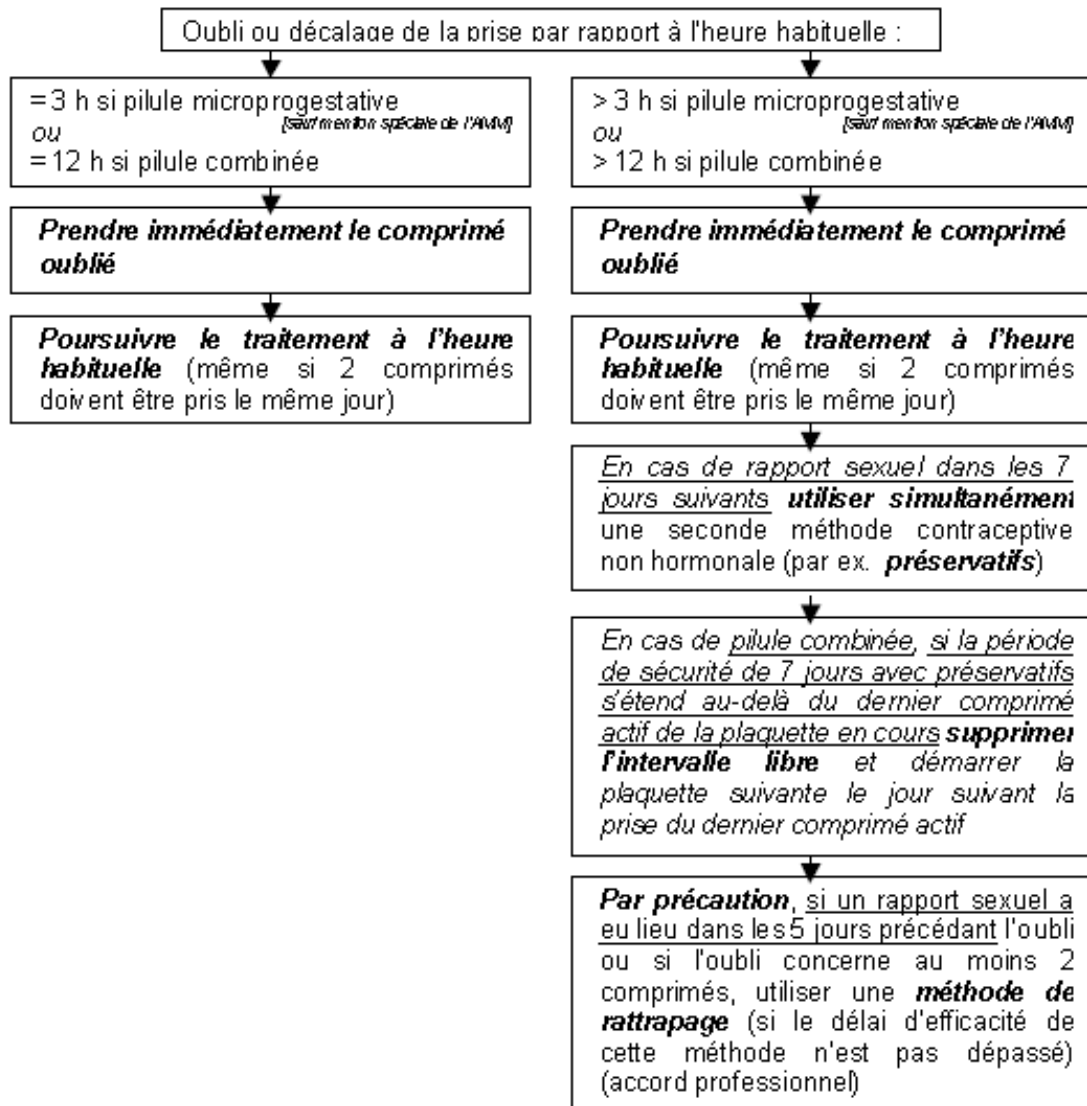 Oubli ou décalage de la prise par rapport à l'heure habituelle :
= 3 h si pilule microprogestative
[sauf mention spéciale de l'AMM]
ou
= 12 h si pilule combinée
Prendre immédiatement le comprimé
oublié
Poursuivre le traitement à l'heure
habituelle (même si 2 comprimés
doivent être pris le même jour)
> 3 h si pilule microprogestative
[sauf mention spéciale de l'AMM]
ou
> 12 h si pilule combinée
Prendre immédiatement le comprimé
oublié
Poursuivre le traitement à l'heure
habituelle (même si 2 comprimés
doivent être pris le même jour)
En cas de rapport sexuel dans les 7
jours suivants utiliser simultanément
une seconde méthode contraceptive
non hormonale (par ex. préservatifs)
En cas de pilule combinée, si la période
de sécurité de 7 jours avec préservatifs
s'étend au-delà du dernier comprimé
actif de la plaquette en cours supprimer
l'intervalle libre et démarrer la
plaquette suivante le jour suivant la
prise du dernier comprimé actif
Par précaution, si un rapport sexuel a
eu lieu dans les 5 jours précédant l'oubli
ou si l'oubli concerne au moins 2
comprimés, utiliser une méthode de
rattrapage (si le délai d'efficacité de
cette méthode n'est pas dépassé)
(accord professionnel)